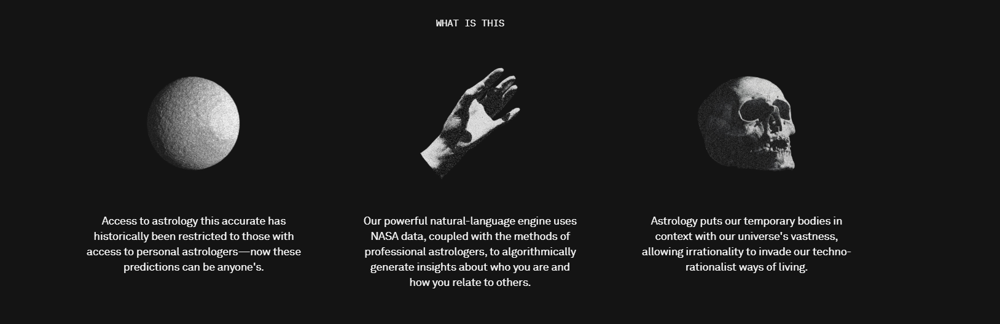 WHAT IS THIS
Access to astrology this accurate has
historically been restricted to those with
access to personal astrologers—now these
predictions can be anyone's.
Our powerful natural-language engine uses
NASA data, coupled with the methods of
professional astrologers, to algorithmically
generate insights about who you are and
how you relate to others.
Astrology puts our temporary bodies in
context with our universe's vastness,
allowing irrationality to invade our techno-
rationalist ways of living.